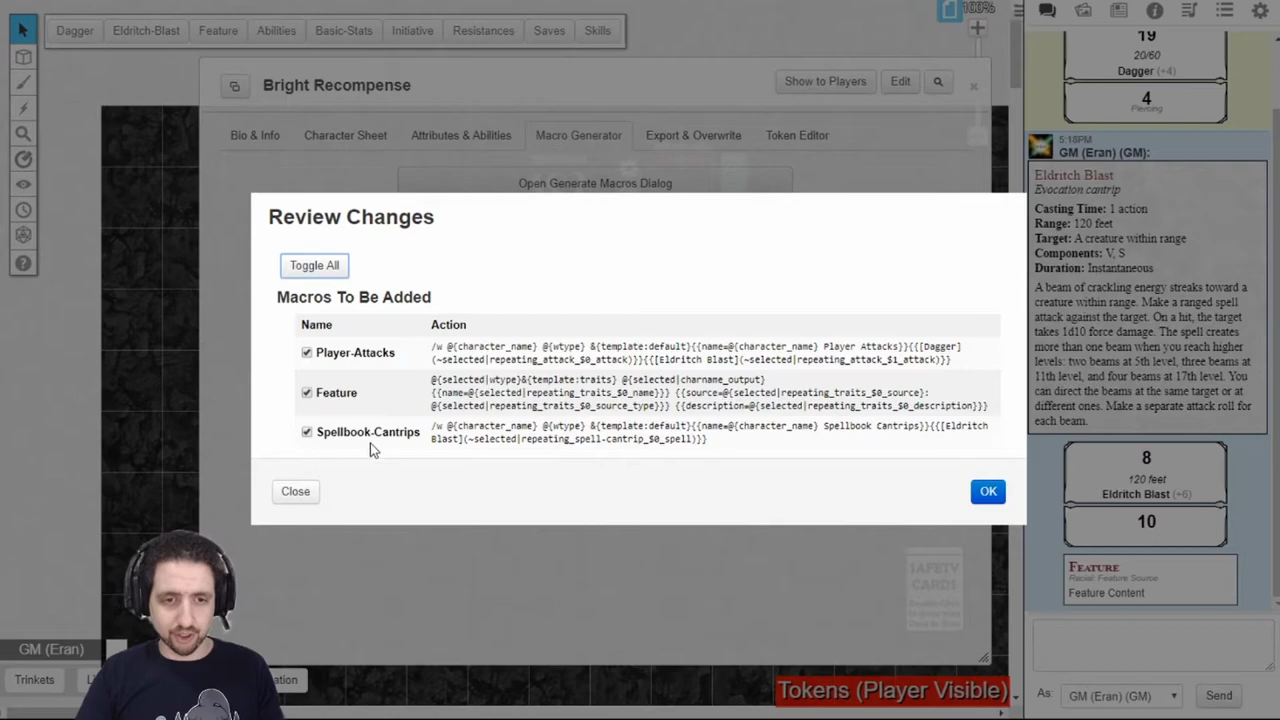 100%
Dagger Eldritch-Blast Feature Abilities Basic-Stats Initiative Resistances Saves Skills
Bright Recompense
Show to Players Edit
Bio & Info Character Sheet Attributes & Abilities Macro Generator Export & Overwrite Token Editor
Open Generate Macros Dialog
Review Changes
Toggle All
Macros To Be Added
Name Action
Player-Attacks
/w @{character_name} @{wtype} &{template:default}{{name=@{character_name} Player Attacks}}{{[Dagger]
(~selected|repeating_attack_$0_attack)}}{{[Eldritch Blast](~selected|repeating_attack_$1_attack)}}
Feature
@{selected|wtype}&{template:traits} @{selected|charname_output}
{{name=@{selected|repeating_traits_$0_name}}} {{source=@{selected|repeating_traits_$0_source}:
@{selected|repeating_traits_$0_source_type}}} {{description=@{selected|repeating_traits_$0_description}}}
Spellbook-Cantrips
/w @{character_name} @{wtype} &{template:default}{{name=@{character_name} Spellbook Cantrips}}{{[Eldritch
Blast](~selected|repeating_spell-cantrip_$0_spell)}}
Close
OK
SAFETY
CARDS
GM (Eran)
Trinkets
Tokens (Player Visible)
19
20/60
Dagger (+4)
4
Piercing
5:18PM
GM (Eran) (GM):
Eldritch Blast
Evocation cantrip
Casting Time: 1 action
Range: 120 feet
Target: A creature within range
Components: V, S
Duration: Instantaneous
A beam of crackling energy streaks toward a
creature within range. Make a ranged spell
attack against the target. On a hit, the target
takes 1d10 force damage. The spell creates
more than one beam when you reach higher
levels: two beams at 5th level, three beams at
11th level, and four beams at 17th level. You
can direct the beams at the same target or at
different ones. Make a separate attack roll for
each beam.
8
120 feet
Eldritch Blast (+6)
10
Feature
Racial: Feature Source
Feature Content
As: GM (Eran) (GM) Send